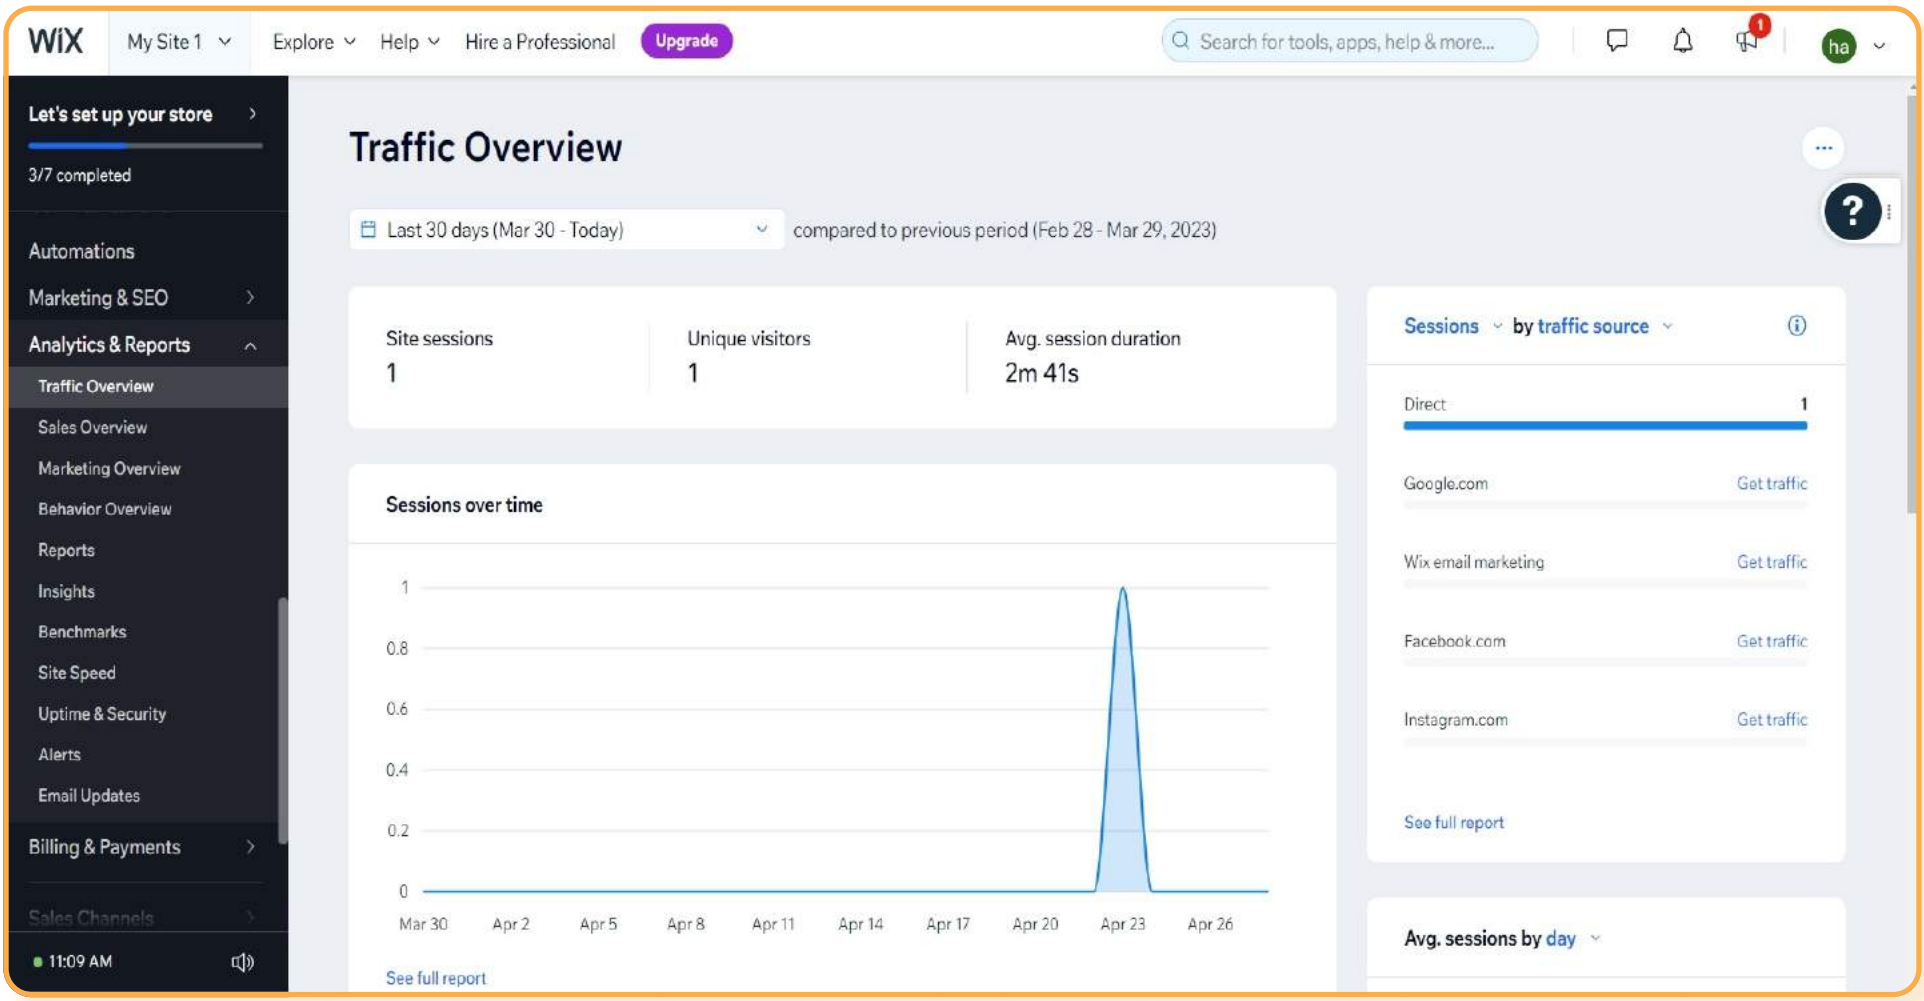 WiX
My Site 1
Explore
Help
Hire a Professional
Upgrade
Search for tools, apps, help & more...
1
ha
Let's set up your store
3/7 completed
Automations
Marketing & SEO
Analytics & Reports
Traffic Overview
Sales Overview
Marketing Overview
Behavior Overview
Reports
Insights
Benchmarks
Site Speed
Uptime & Security
Alerts
Email Updates
Billing & Payments
Sales Channels
11:09 AM
Traffic Overview
...
?
Last 30 days (Mar 30 - Today)
compared to previous period (Feb 28 - Mar 29, 2023)
Site sessions
1
Unique visitors
1
Avg. session duration
2m 41s
Sessions over time
1
0.8
0.6
0.4
0.2
0
Mar 30 Apr 2 Apr 5 Apr 8 Apr 11 Apr 14 Apr 17 Apr 20 Apr 23 Apr 26
See full report
Sessions by traffic source
Direct 1
Google.com Get traffic
Wix email marketing Get traffic
Facebook.com Get traffic
Instagram.com Get traffic
See full report
Avg. sessions by day